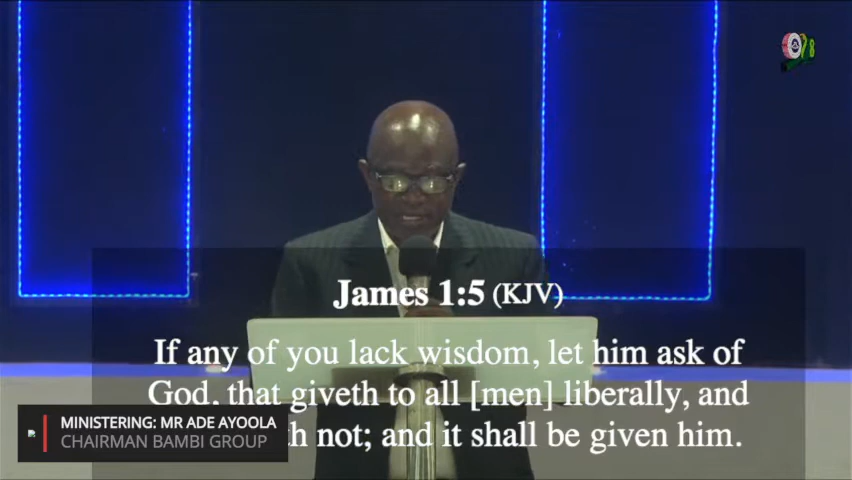 James 1:5 (KJV)
If any of you lack wisdom, let him ask of
God, that giveth to all [men] liberally, and
th not; and it shall be given him.
MINISTERING: MR ADE AYOOLA
CHAIRMAN BAMBI GROUP